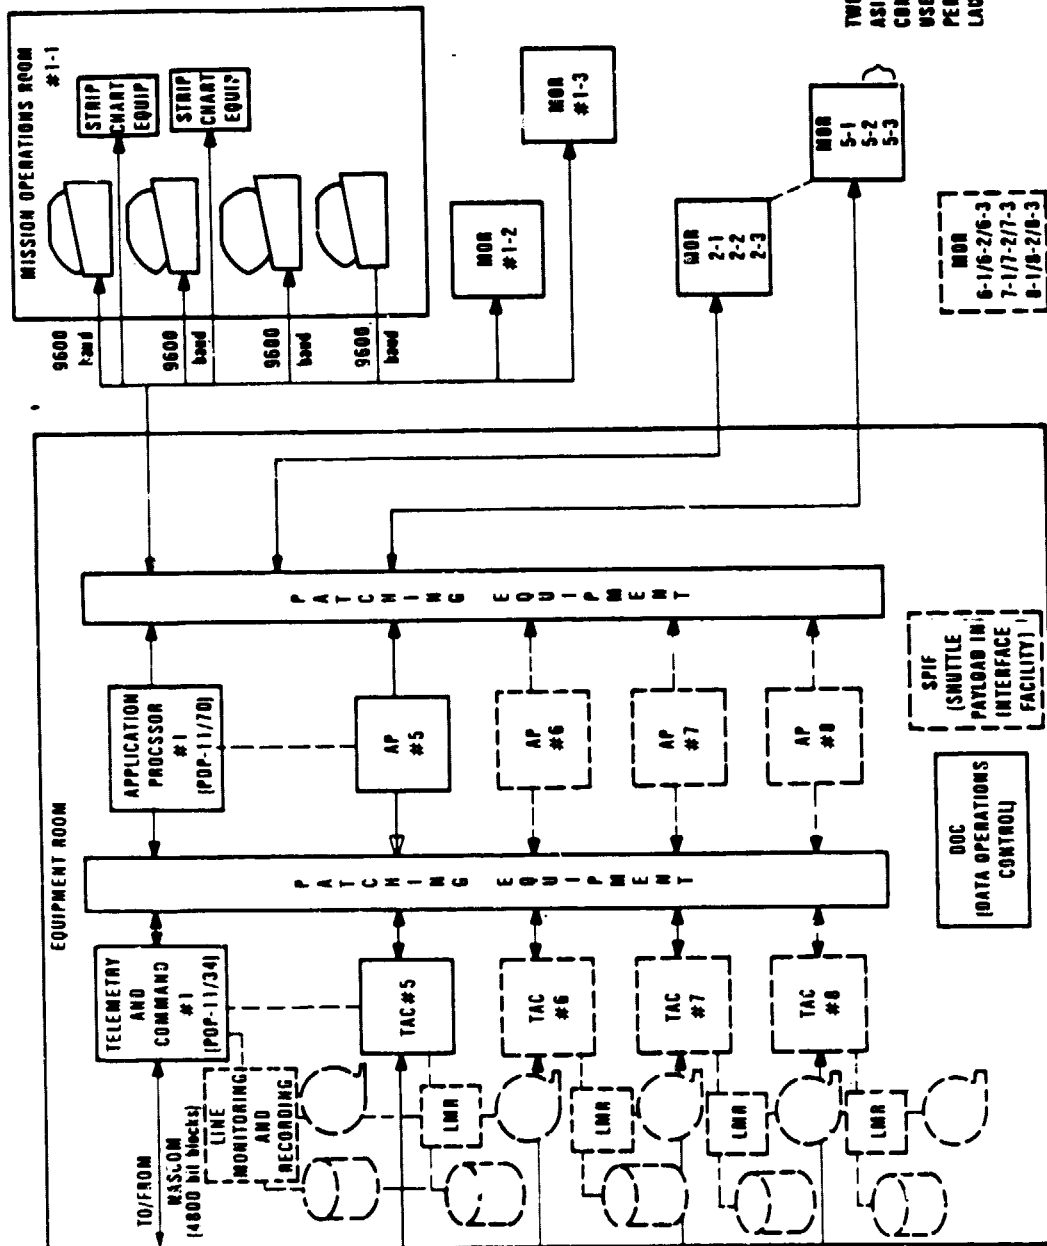 MISSION OPERATIONS ROOM
#1-1
STRIP
CHART
EQUIP
STRIP
CHART
EQUIP
9600
baud
9600
baud
9600
baud
9600
baud
MOR
#1-2
MOR
#1-3
MOR
2-1
2-2
2-3
MOR
5-1
5-2
5-3
MOR
6-1/6-2/6-3
7-1/7-2/7-3
8-1/8-2/8-3
EQUIPMENT ROOM
PATCHING EQUIPMENT
APPLICATION
PROCSSOR
#1
(PDP-11/70)
AP
#5
AP
#6
AP
#7
AP
#8
PATCHING EQUIPMENT
SPIF
(SHUTTLE
PAYLOAD IN
INTERFACE
FACILITY)
DOC
(DATA OPERATIONS
CONTROL)
TELEMETRY
AND
COMMAND
#1
(PDP-11/34)
TAC#5
TAC
#6
TAC
#7
TAC
#8
TO/FROM
NASCOM
(4800 bit blocks)
LINE
MONITORING
AND
RECORDING
LMR
LMR
LMR
LMR